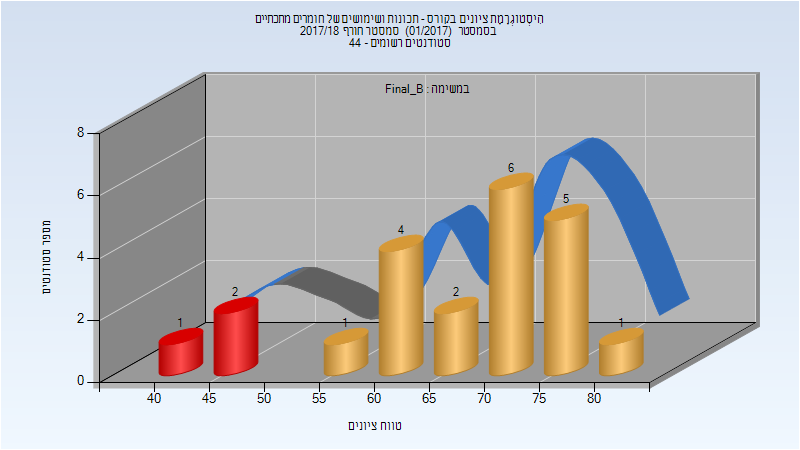 היסטוגרמת ציונים בקורס - תכונות ושימושים של חומרים מתכתיים
בסמסטר (01/2017) סמסטר חורף 2017/18
סטודנטים רשומים - 44
במשימה : Final_B
מספר סטודנטים
8
6
4
2
0
1
2
1
4
2
6
5
1
40 45 50 55 60 65 70 75 80
טווח ציונים